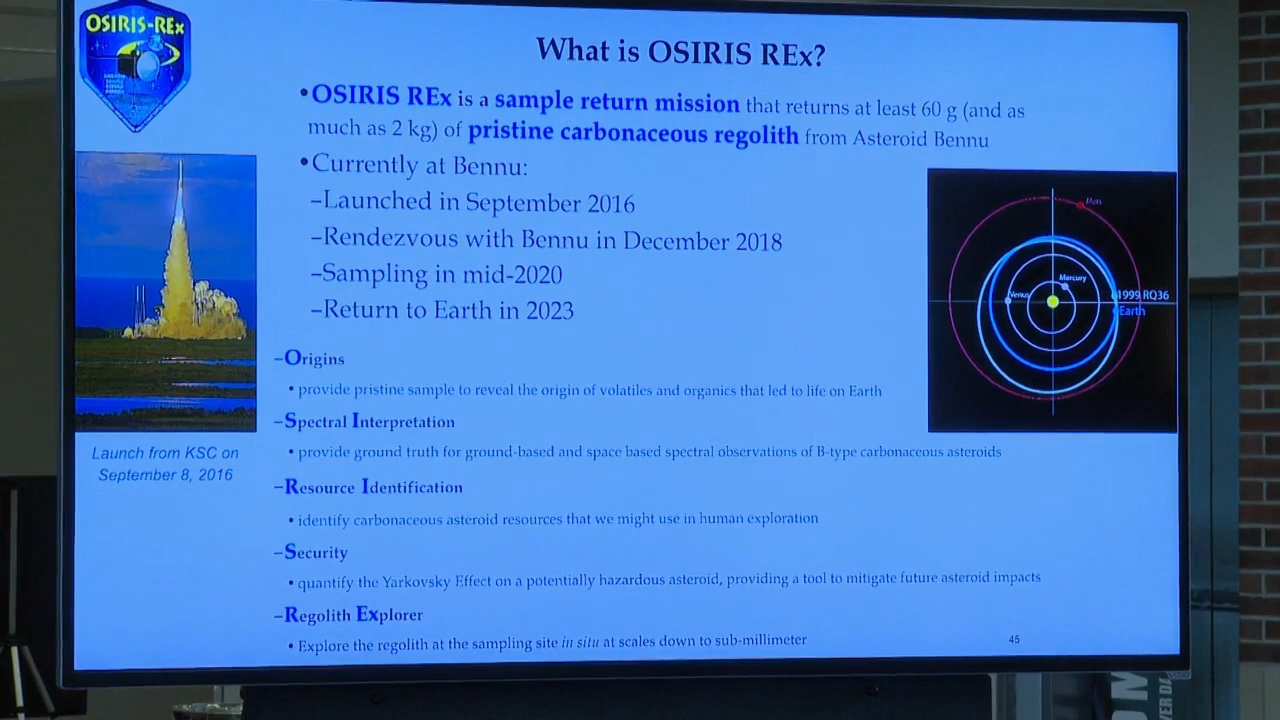 OSIRIS-REx
What is OSIRIS REx?
•OSIRIS REx is a sample return mission that returns at least 60 g (and as
much as 2 kg) of pristine carbonaceous regolith from Asteroid Bennu
•Currently at Bennu:
–Launched in September 2016
–Rendezvous with Bennu in December 2018
–Sampling in mid-2020
–Return to Earth in 2023
–Origins
•provide pristine sample to reveal the origin of volatiles and organics that led to life on Earth
–Spectral Interpretation
•provide ground truth for ground-based and space based spectral observations of B-type carbonaceous asteroids
–Resource Identification
•identify carbonaceous asteroid resources that we might use in human exploration
–Security
•quantify the Yarkovsky Effect on a potentially hazardous asteroid, providing a tool to mitigate future asteroid impacts
–Regolith Explorer
•Explore the regolith at the sampling site in situ at scales down to sub-millimeter
Launch from KSC on
September 8, 2016
Mars
Mercury
Venus
1999 RQ36
Earth
45